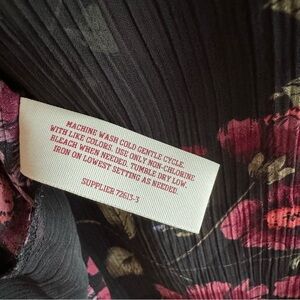 MACHINE WASH COLD GENTLE CYCLE.
WITH LIKE COLORS. USE ONLY NON-CHLORINE
BLEACH WHEN NEEDED. TUMBLE DRY LOW.
IRON ON LOWEST SETTING AS NEEDED.
SUPPLIER 72613-3